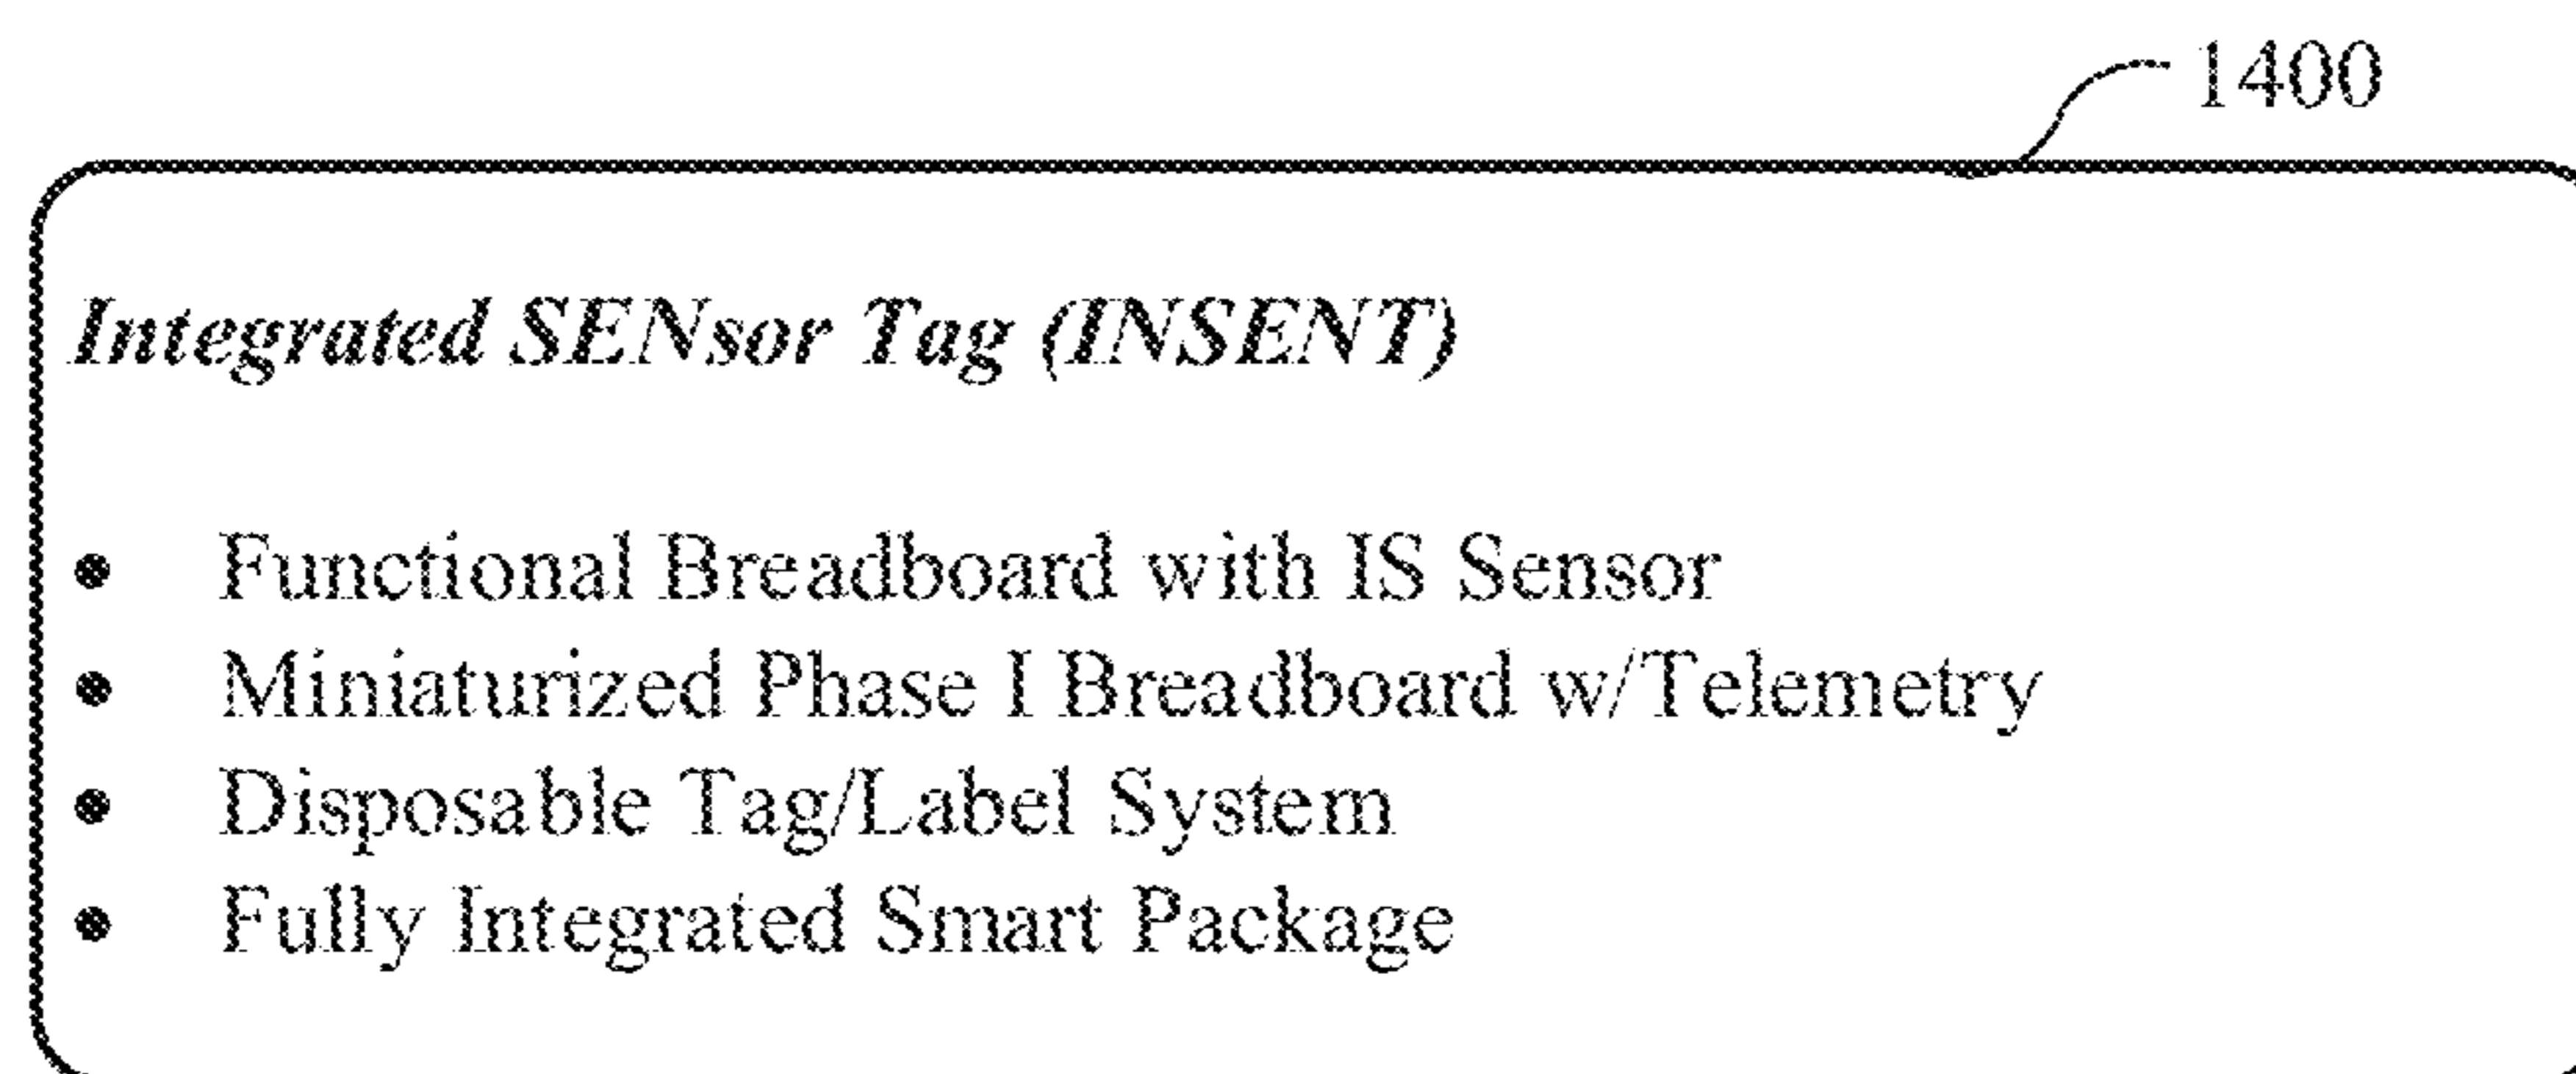 1400
Integrated SENsor Tag (INSENT)
• Functional Breadboard with IS Sensor
• Miniaturized Phase I Breadboard w/Telemetry
• Disposable Tag/Label System
• Fully Integrated Smart Package